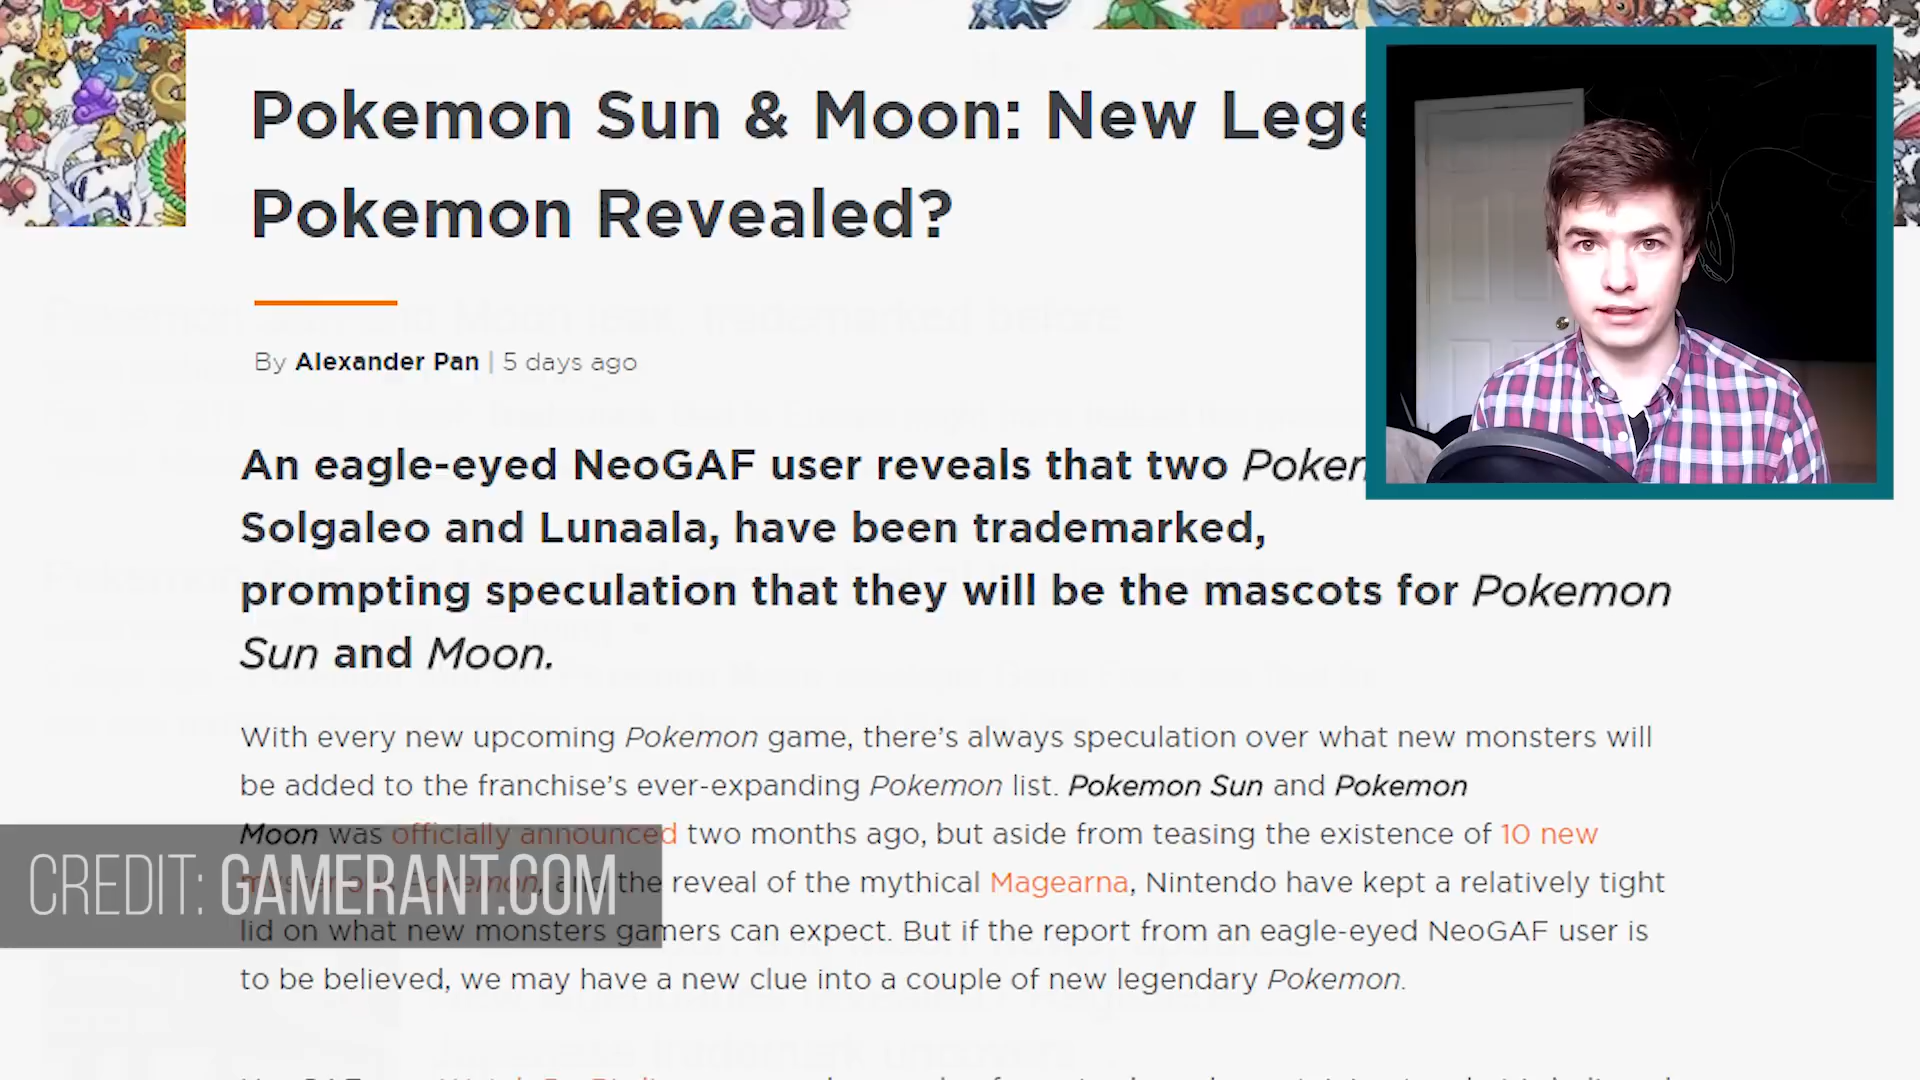 Pokemon Sun & Moon: New Lege
Pokemon Revealed?
By Alexander Pan | 5 days ago
An eagle-eyed NeoGAF user reveals that two Poken
Solgaleo and Lunaala, have been trademarked,
prompting speculation that they will be the mascots for Pokemon
Sun and Moon.
With every new upcoming Pokemon game, there's always speculation over what new monsters will
be added to the franchise's ever-expanding Pokemon list. Pokemon Sun and Pokemon
Moon was officially announced two months ago, but aside from teasing the existence of 10 new
mysterious Pokemon, and the reveal of the mythical Magearna, Nintendo have kept a relatively tight
lid on what new monsters gamers can expect. But if the report from an eagle-eyed NeoGAF user is
to be believed, we may have a new clue into a couple of new legendary Pokemon.
CREDIT: GAMERANT.COM